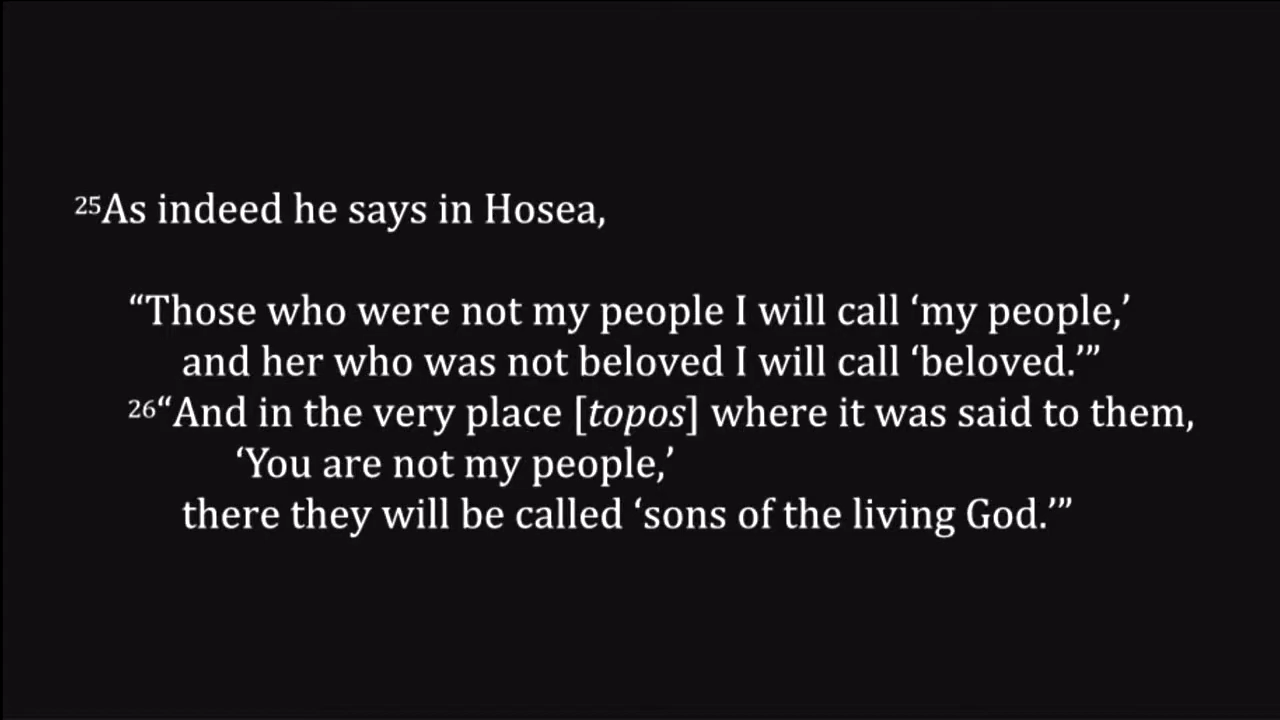 ²⁵As indeed he says in Hosea,
“Those who were not my people I will call ‘my people,’
and her who was not beloved I will call ‘beloved.’”
²⁶“And in the very place [topos] where it was said to them,
‘You are not my people,’
there they will be called ‘sons of the living God.’”